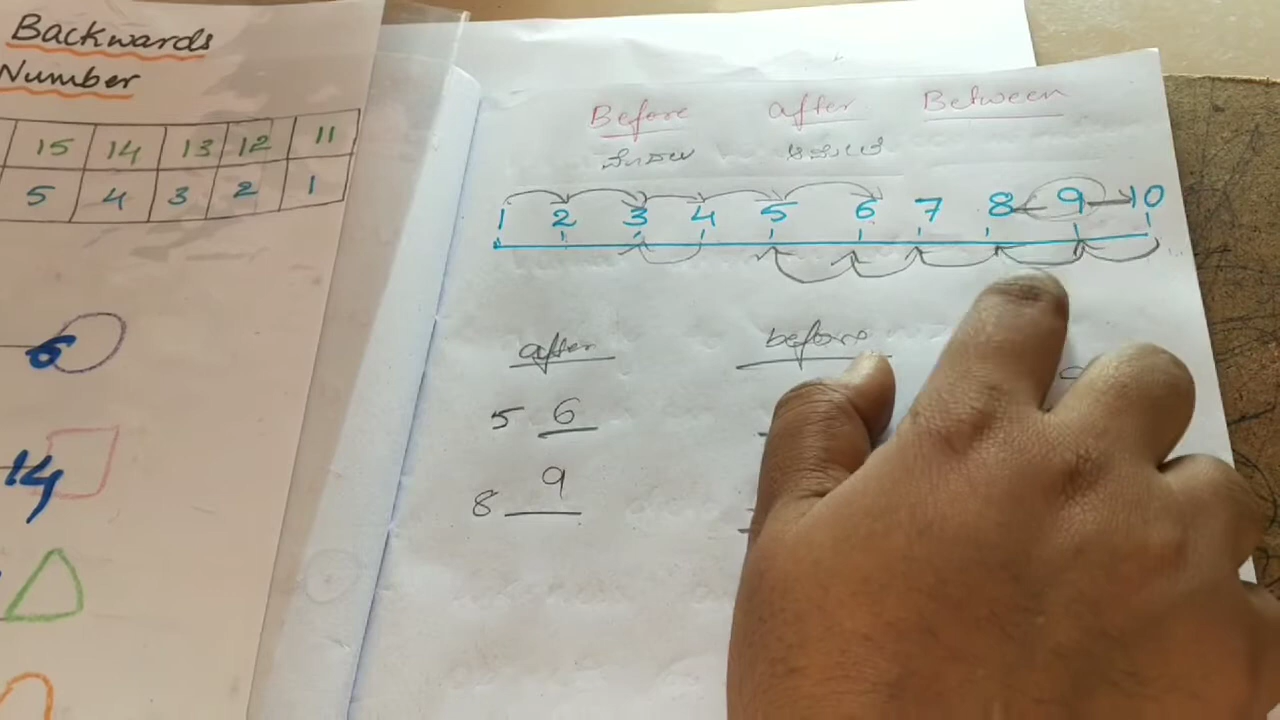 Backwards
Number
15 14 13 12 11
5 4 3 2 1
6
14
Before after Between
1 2 3 4 5 6 7 8 9 10
after before
5 6
8 9